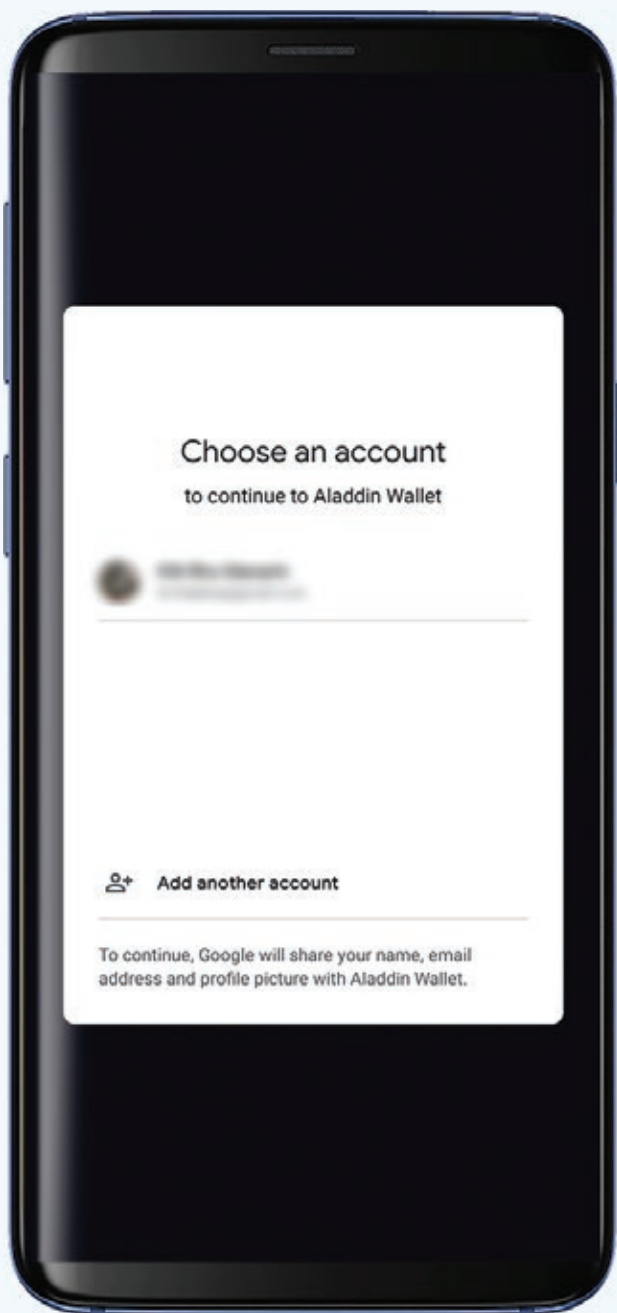 Choose an account
to continue to Aladdin Wallet
Add another account
To continue, Google will share your name, email
address and profile picture with Aladdin Wallet.